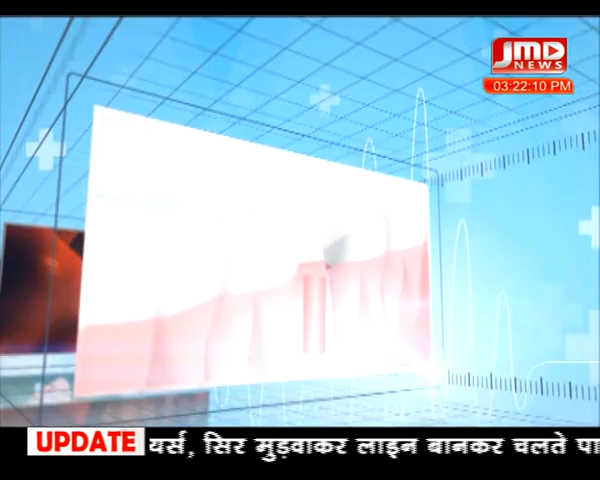 JMD
NEWS
03:22:10 PM
UPDATE यर्स, सिर मुड़वाकर लाइन बानकर चलते पा